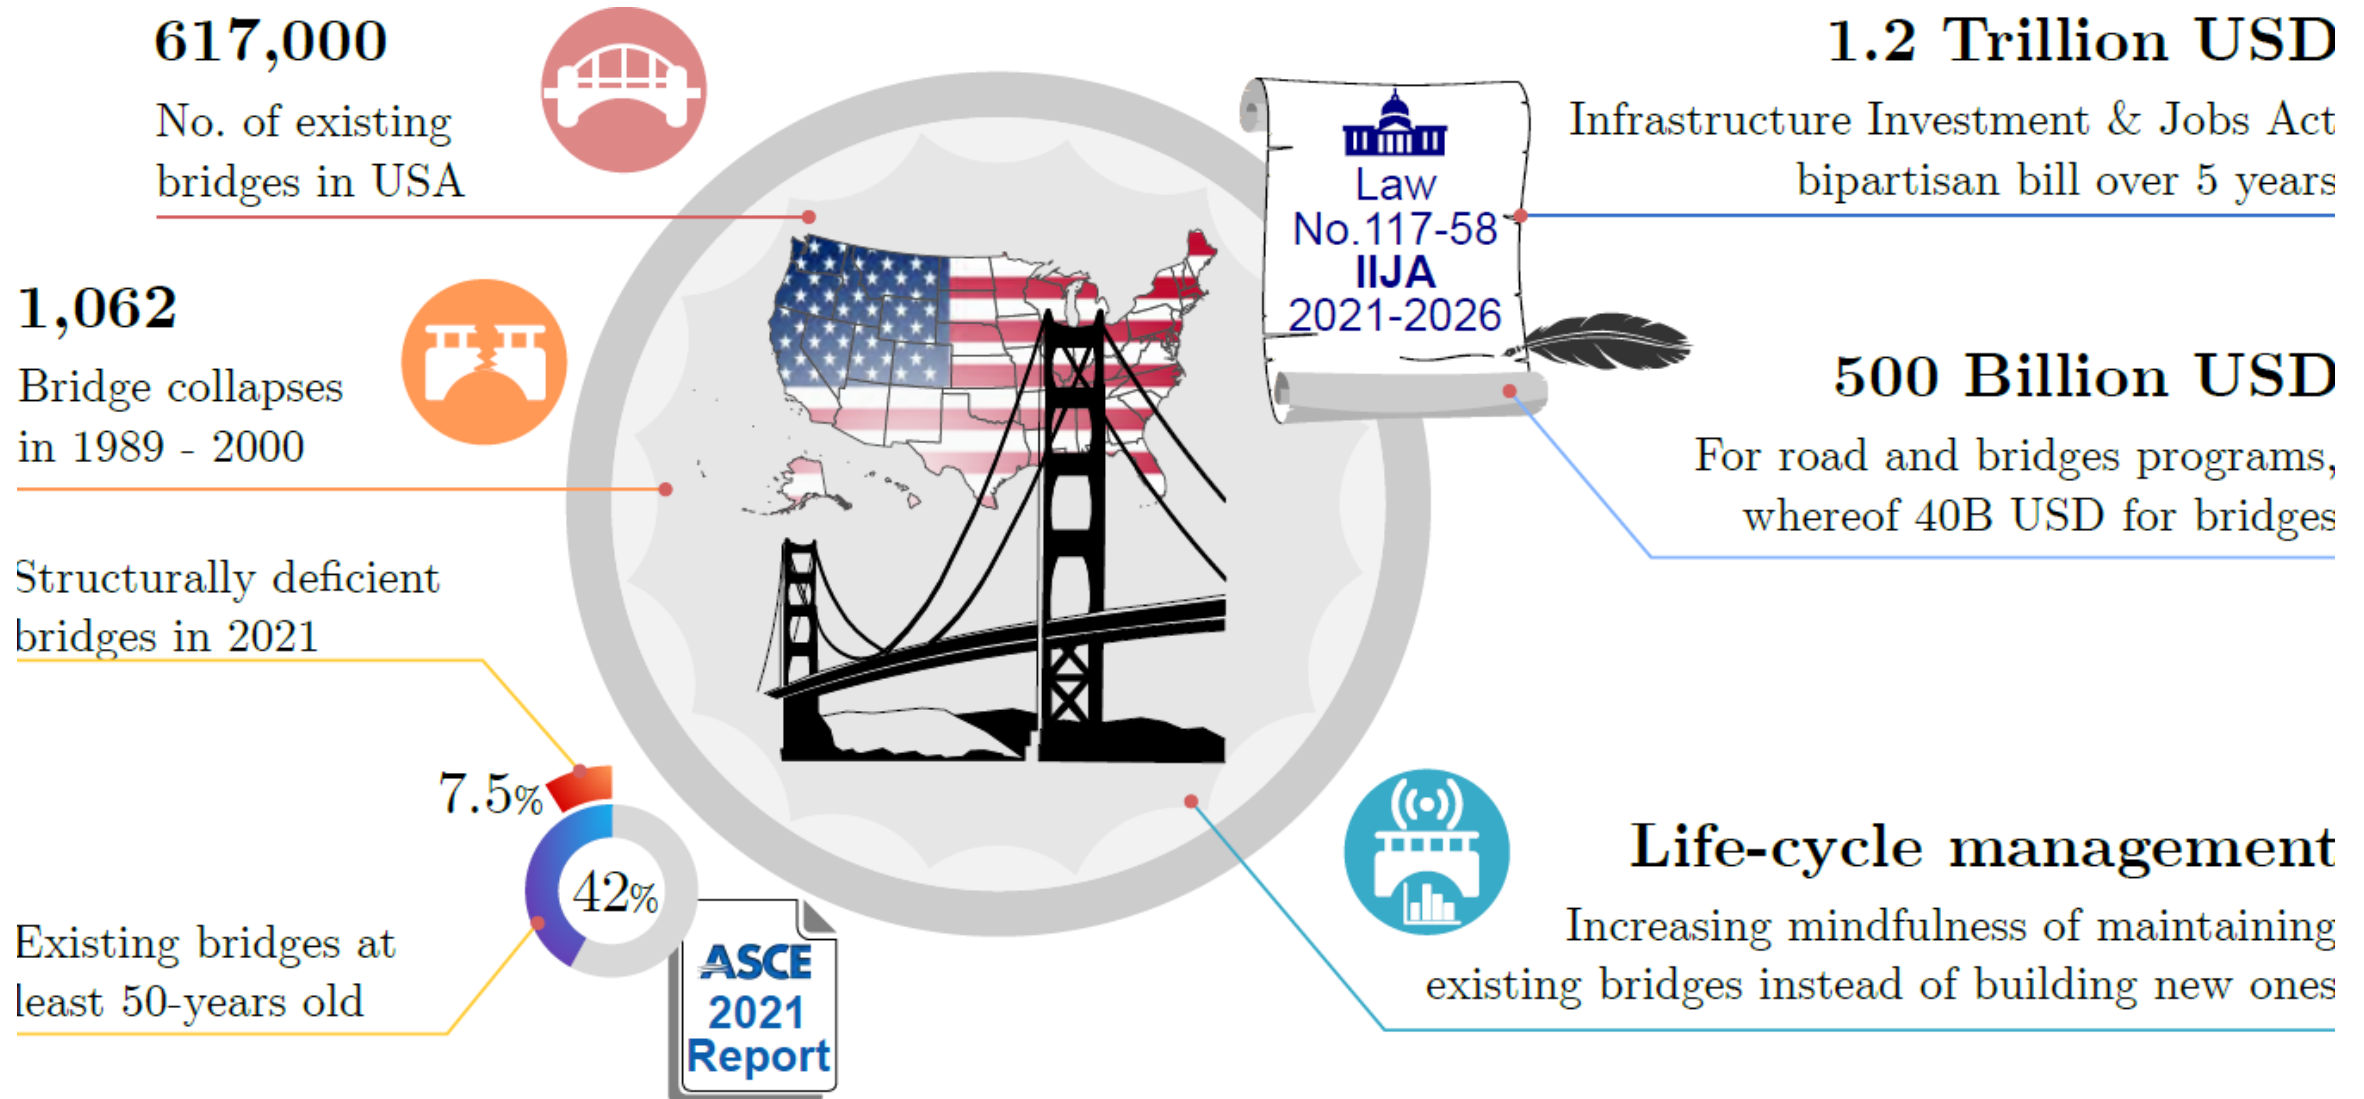 617,000
No. of existing
bridges in USA
1,062
Bridge collapses
in 1989 - 2000
Structurally deficient
bridges in 2021
7.5%
42%
Existing bridges at
least 50-years old
ASCE
2021
Report
Law
No.117-58
IIJA
2021-2026
1.2 Trillion USD
Infrastructure Investment & Jobs Act
bipartisan bill over 5 years
500 Billion USD
For road and bridges programs,
whereof 40B USD for bridges
Life-cycle management
Increasing mindfulness of maintaining
existing bridges instead of building new ones